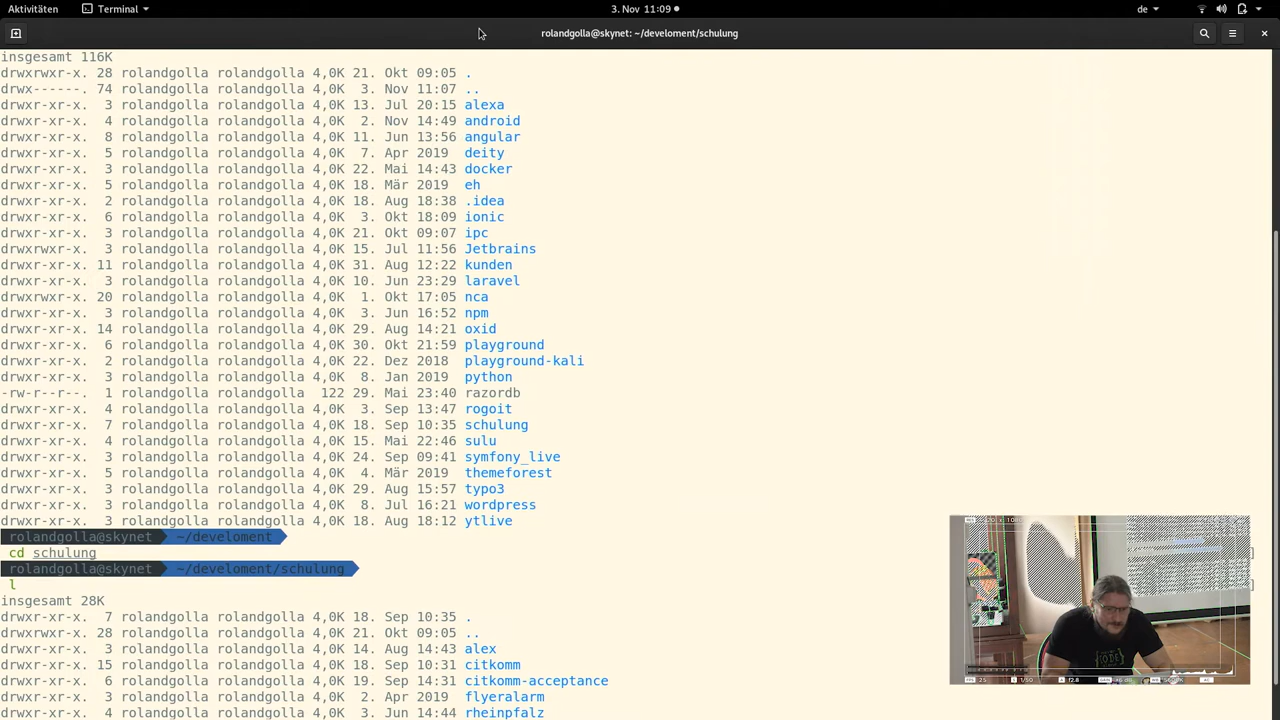 Aktivitäten Terminal 3. Nov 11:09 de
rolandgolla@skynet: ~/develoment/schulung
insgesamt 116K
drwxrwxr-x. 28 rolandgolla rolandgolla 4,0K 21. Okt 09:05 .
drwx------. 74 rolandgolla rolandgolla 4,0K  3. Nov 11:07 ..
drwxr-xr-x.  3 rolandgolla rolandgolla 4,0K 13. Jul 20:15 alexa
drwxr-xr-x.  4 rolandgolla rolandgolla 4,0K  2. Nov 14:49 android
drwxr-xr-x.  8 rolandgolla rolandgolla 4,0K 11. Jun 13:56 angular
drwxr-xr-x.  5 rolandgolla rolandgolla 4,0K  7. Apr 2019 deity
drwxr-xr-x.  3 rolandgolla rolandgolla 4,0K 22. Mai 14:43 docker
drwxr-xr-x.  5 rolandgolla rolandgolla 4,0K 18. Mär 2019 eh
drwxr-xr-x.  2 rolandgolla rolandgolla 4,0K 18. Aug 18:38 .idea
drwxr-xr-x.  6 rolandgolla rolandgolla 4,0K  3. Okt 18:09 ionic
drwxr-xr-x.  3 rolandgolla rolandgolla 4,0K 21. Okt 09:07 ipc
drwxrwxr-x.  3 rolandgolla rolandgolla 4,0K 15. Jul 11:56 Jetbrains
drwxr-xr-x. 11 rolandgolla rolandgolla 4,0K 31. Aug 12:22 kunden
drwxr-xr-x.  3 rolandgolla rolandgolla 4,0K 10. Jun 23:29 laravel
drwxrwxr-x. 20 rolandgolla rolandgolla 4,0K  1. Okt 17:05 nca
drwxr-xr-x.  3 rolandgolla rolandgolla 4,0K  3. Jun 16:52 npm
drwxr-xr-x. 14 rolandgolla rolandgolla 4,0K 29. Aug 14:21 oxid
drwxr-xr-x.  6 rolandgolla rolandgolla 4,0K 30. Okt 21:59 playground
drwxr-xr-x.  2 rolandgolla rolandgolla 4,0K 22. Dez 2018 playground-kali
drwxr-xr-x.  3 rolandgolla rolandgolla 4,0K  8. Jan 2019 python
-rw-r--r--.  1 rolandgolla rolandgolla  122 29. Mai 23:40 razordb
drwxr-xr-x.  4 rolandgolla rolandgolla 4,0K  3. Sep 13:47 rogoit
drwxr-xr-x.  7 rolandgolla rolandgolla 4,0K 18. Sep 10:35 schulung
drwxr-xr-x.  4 rolandgolla rolandgolla 4,0K 15. Mai 22:46 sulu
drwxr-xr-x.  3 rolandgolla rolandgolla 4,0K 24. Sep 09:41 symfony_live
drwxr-xr-x.  5 rolandgolla rolandgolla 4,0K  4. Mär 2019 themeforest
drwxr-xr-x.  3 rolandgolla rolandgolla 4,0K 29. Aug 15:57 typo3
drwxr-xr-x.  3 rolandgolla rolandgolla 4,0K  8. Jul 16:21 wordpress
drwxr-xr-x.  3 rolandgolla rolandgolla 4,0K 18. Aug 18:12 ytlive
rolandgolla@skynet ~/develoment
cd schulung
rolandgolla@skynet ~/develoment/schulung
l
insgesamt 28K
drwxr-xr-x.  7 rolandgolla rolandgolla 4,0K 18. Sep 10:35 .
drwxrwxr-x. 28 rolandgolla rolandgolla 4,0K 21. Okt 09:05 ..
drwxr-xr-x.  3 rolandgolla rolandgolla 4,0K 14. Aug 14:43 alex
drwxr-xr-x. 15 rolandgolla rolandgolla 4,0K 18. Sep 10:31 citkomm
drwxr-xr-x.  6 rolandgolla rolandgolla 4,0K 19. Sep 14:31 citkomm-acceptance
drwxr-xr-x.  3 rolandgolla rolandgolla 4,0K  2. Apr 2019 flyeralarm
drwxr-xr-x.  4 rolandgolla rolandgolla 4,0K  3. Jun 14:44 rheinpfalz